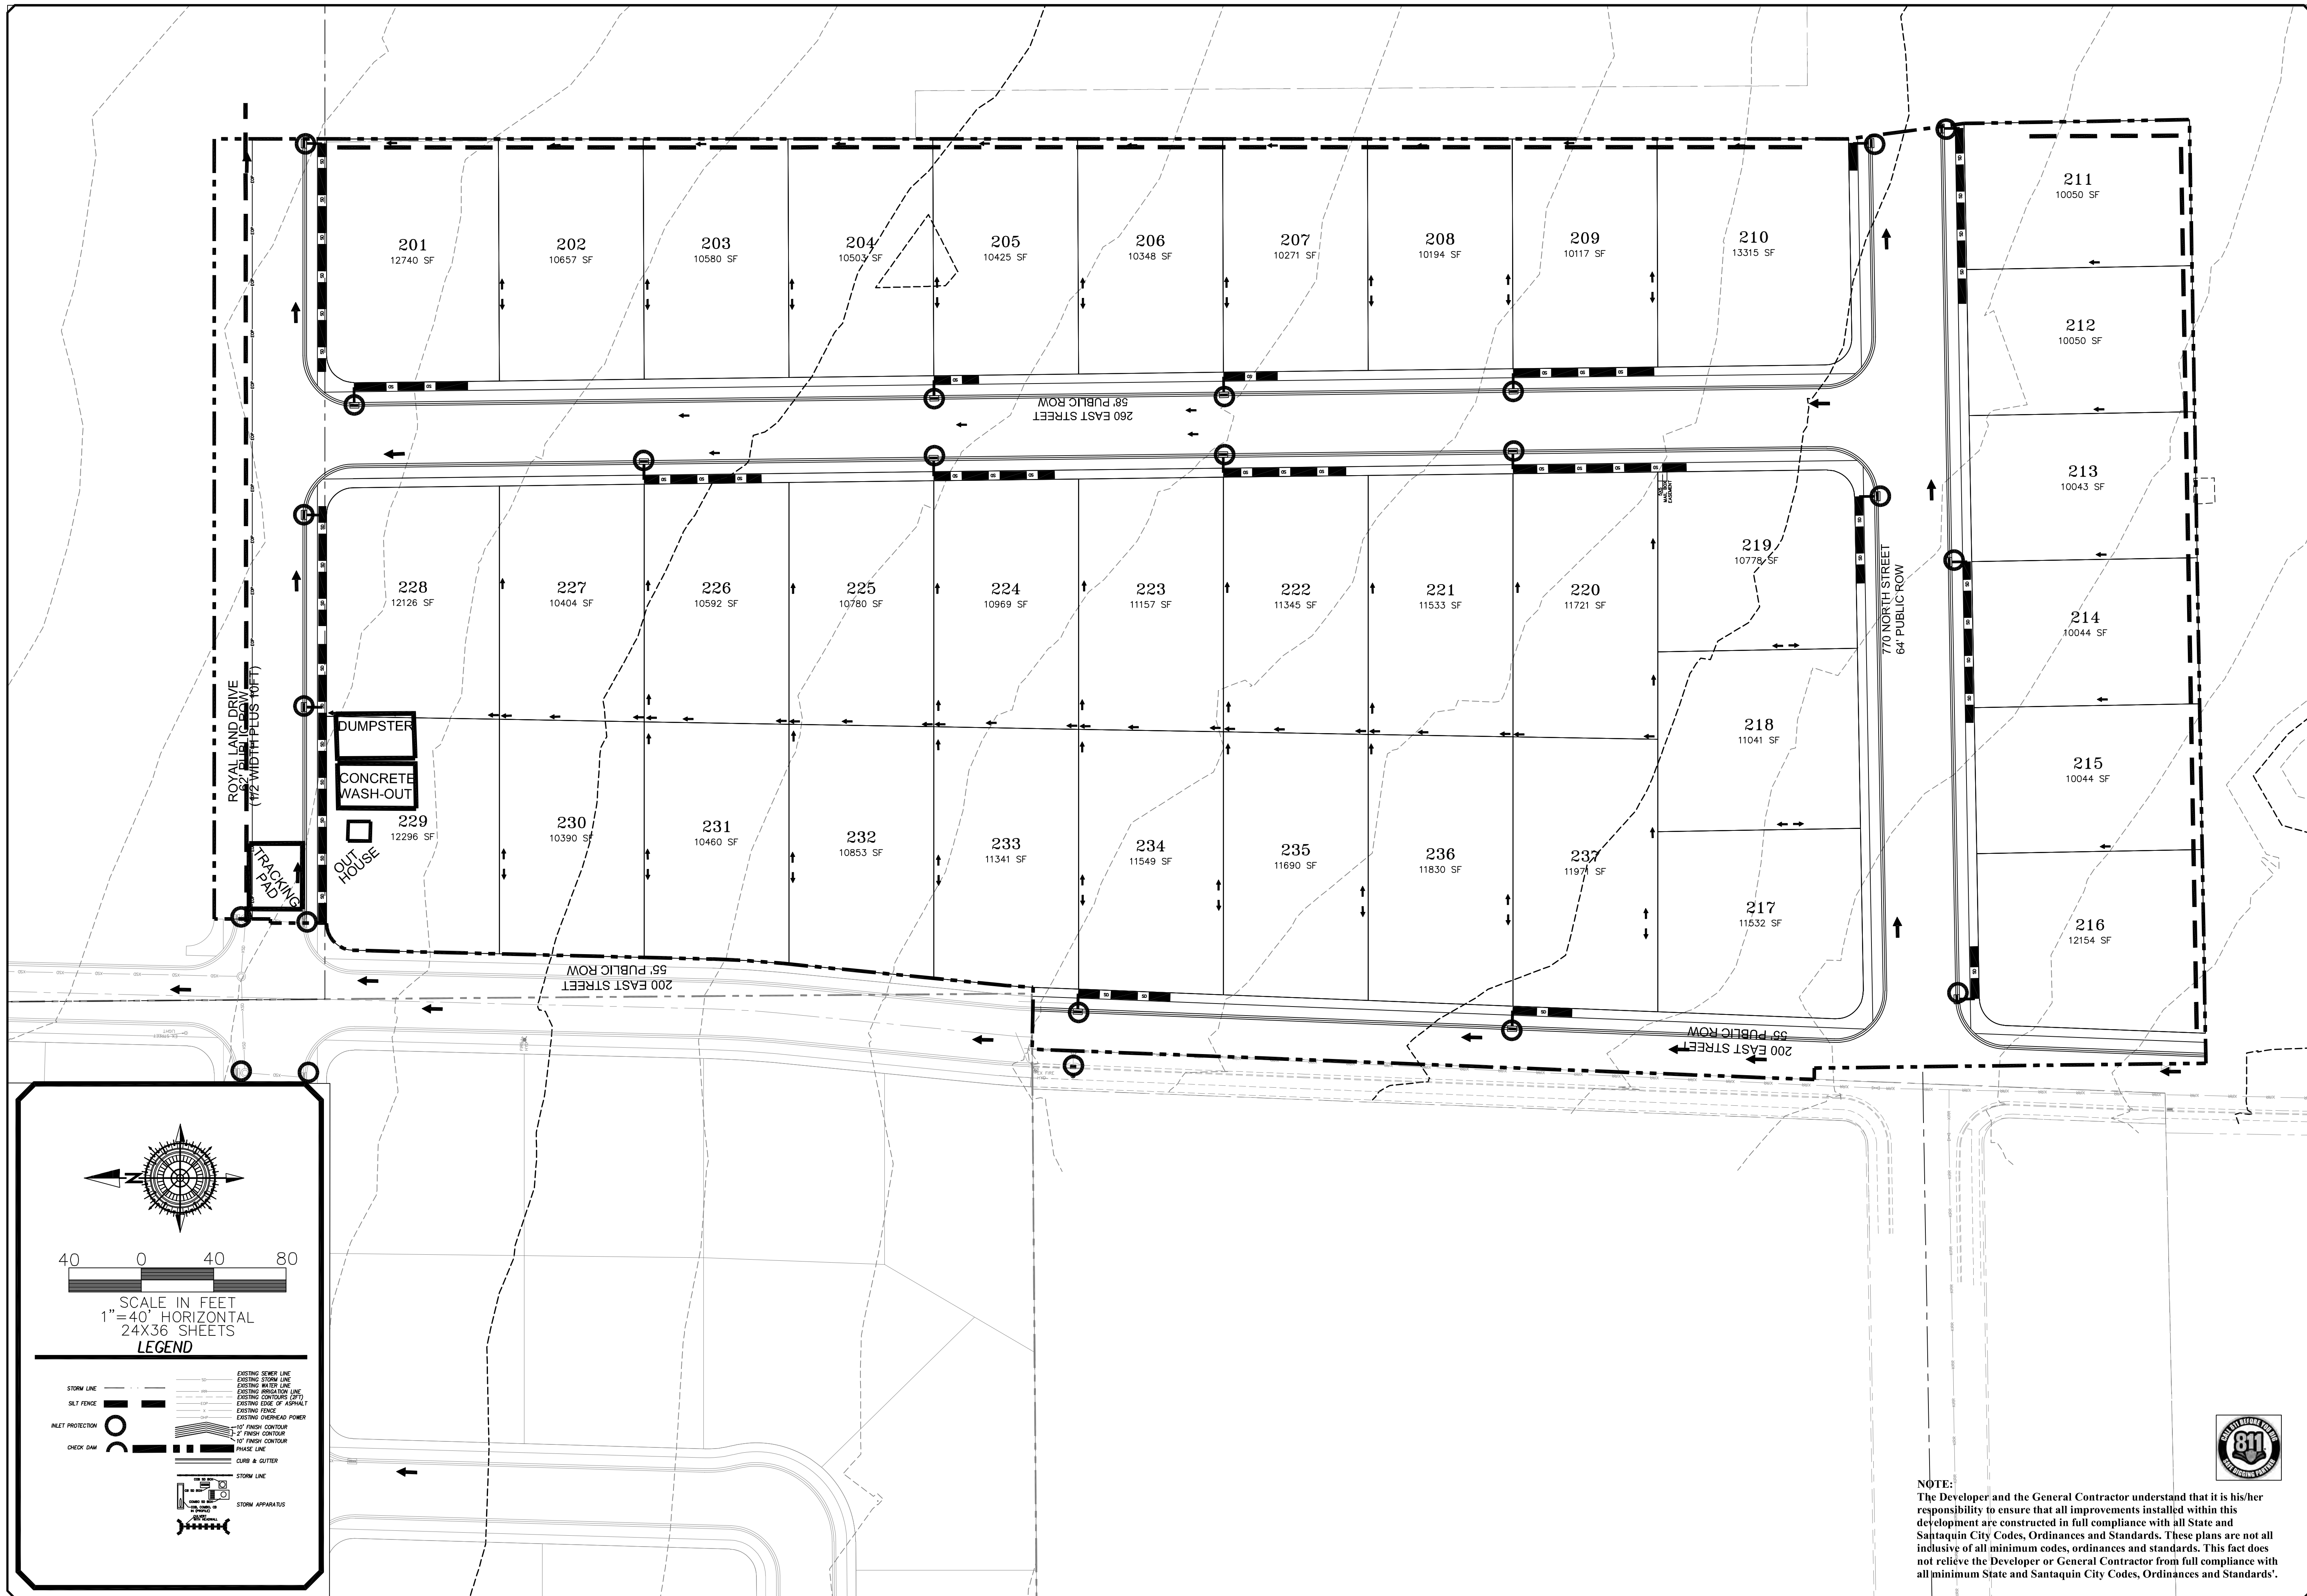 201
12740 SF
202
10657 SF
203
10580 SF
204
10503 SF
205
10425 SF
206
10348 SF
207
10271 SF
208
10194 SF
209
10117 SF
210
13315 SF
211
10050 SF
212
10050 SF
213
10043 SF
214
10044 SF
215
10044 SF
216
12154 SF
260 EAST STREET
58' PUBLIC ROW
228
12126 SF
227
10404 SF
226
10592 SF
225
10780 SF
224
10969 SF
223
11157 SF
222
11345 SF
221
11533 SF
220
11721 SF
219
10778 SF
218
11041 SF
217
11532 SF
MAIL BOX
EASEMENT
770 NORTH STREET
64' PUBLIC ROW
ROYAL LAND DRIVE
62' PUBLIC ROW
(1/2 WIDTH PLUS 10FT)
DUMPSTER
CONCRETE
WASH-OUT
OUT
HOUSE
TRACKING
PAD
229
12296 SF
230
10390 SF
231
10460 SF
232
10853 SF
233
11341 SF
234
11549 SF
235
11690 SF
236
11830 SF
237
11971 SF
200 EAST STREET
55' PUBLIC ROW
200 EAST STREET
55' PUBLIC ROW
N
40 0 40 80
SCALE IN FEET
1"=40' HORIZONTAL
24X36 SHEETS
LEGEND
STORM LINE
SILT FENCE
INLET PROTECTION
CHECK DAM
EXISTING SEWER LINE
EXISTING STORM LINE
EXISTING WATER LINE
EXISTING IRRIGATION LINE
EXISTING CONTOURS (2FT)
EXISTING EDGE OF ASPHALT
EXISTING FENCE
EXISTING OVERHEAD POWER
10' FINISH CONTOUR
2' FINISH CONTOUR
10' FINISH CONTOUR
PHASE LINE
CURB & GUTTER
STORM LINE
STORM APPARATUS
CALL 811 BEFORE YOU DIG
811
SAFE DIGGING PARTNER
NOTE:
The Developer and the General Contractor understand that it is his/her
responsibility to ensure that all improvements installed within this
development are constructed in full compliance with all State and
Santaquin City Codes, Ordinances and Standards. These plans are not all
inclusive of all minimum codes, ordinances and standards. This fact does
not relieve the Developer or General Contractor from full compliance with
all minimum State and Santaquin City Codes, Ordinances and Standards'.